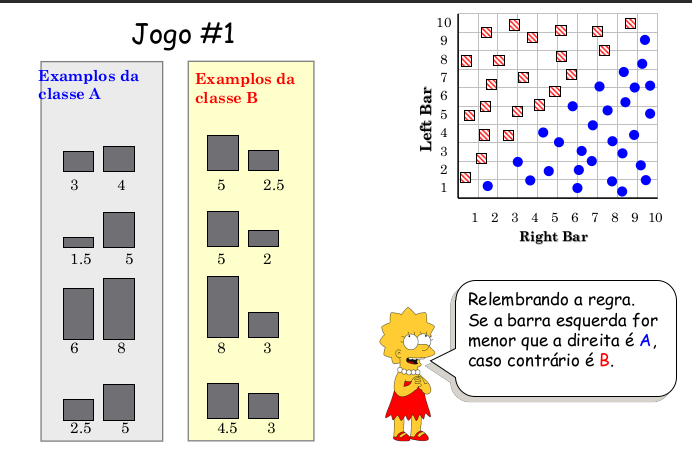 Jogo #1
Examplos da
classe A
3 4
1.5 5
6 8
2.5 5
Examplos da
classe B
5 2.5
5 2
8 3
4.5 3
Left Bar
10
9
8
7
6
5
4
3
2
1
1 2 3 4 5 6 7 8 9 10
Right Bar
Relembrando a regra.
Se a barra esquerda for
menor que a direita é A,
caso contrário é B.